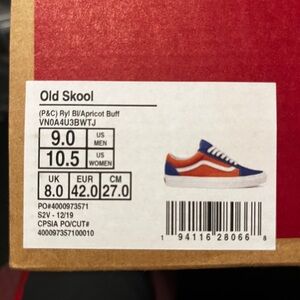 Old Skool
(P&C) Ryl Bl/Apricot Buff
VN0A4U3BWTJ
9.0 US MEN
10.5 US WOMEN
UK EUR CM
8.0 42.0 27.0
PO#4000973571
S2V - 12/19
CPSIA PO/CUT#
400097357100010
1 94116 28066 8